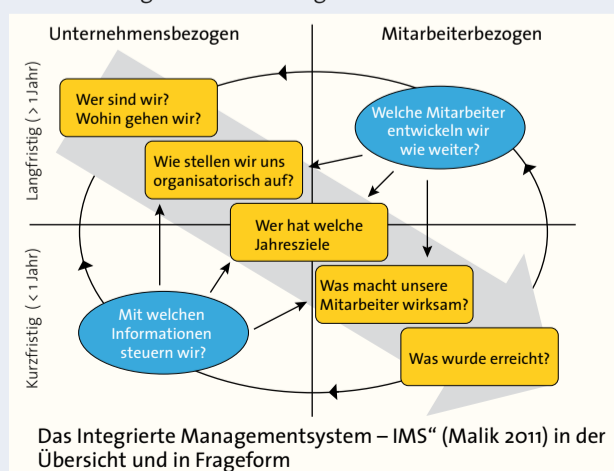 Unternehmensbezogen
Mitarbeiterbezogen
Langfristig ( > 1 Jahr)
Wer sind wir?
Wohin gehen wir?
Welche Mitarbeiter
entwickeln wir
wie weiter?
Wie stellen wir uns
organisatorisch auf?
Wer hat welche
Jahresziele
Kurzfristig ( < 1 Jahr)
Mit welchen
Informationen
steuern wir?
Was macht unsere
Mitarbeiter wirksam?
Was wurde erreicht?
Das Integrierte Managementsystem – IMS“ (Malik 2011) in der
Übersicht und in Frageform